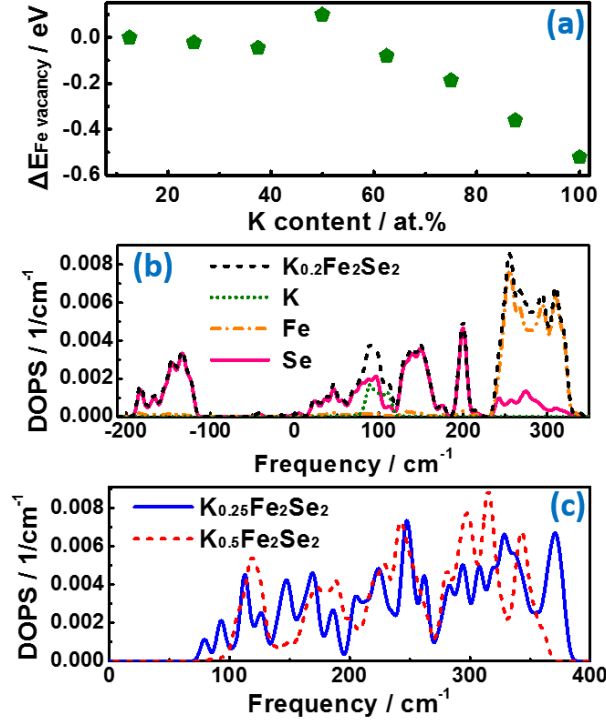 (a)
ΔE_Fe vacancy / eV
0.0
-0.2
-0.4
-0.6
20 40 60 80 100
K content / at.%
(b)
DOPS / 1/cm⁻¹
0.008
0.006
0.004
0.002
0.000
K₀.₂Fe₂Se₂
K
Fe
Se
-200 -100 0 100 200 300
Frequency / cm⁻¹
(c)
DOPS / 1/cm⁻¹
0.008
0.006
0.004
0.002
0.000
K₀.₂₅Fe₂Se₂
K₀.₅Fe₂Se₂
0 100 200 300 400
Frequency / cm⁻¹